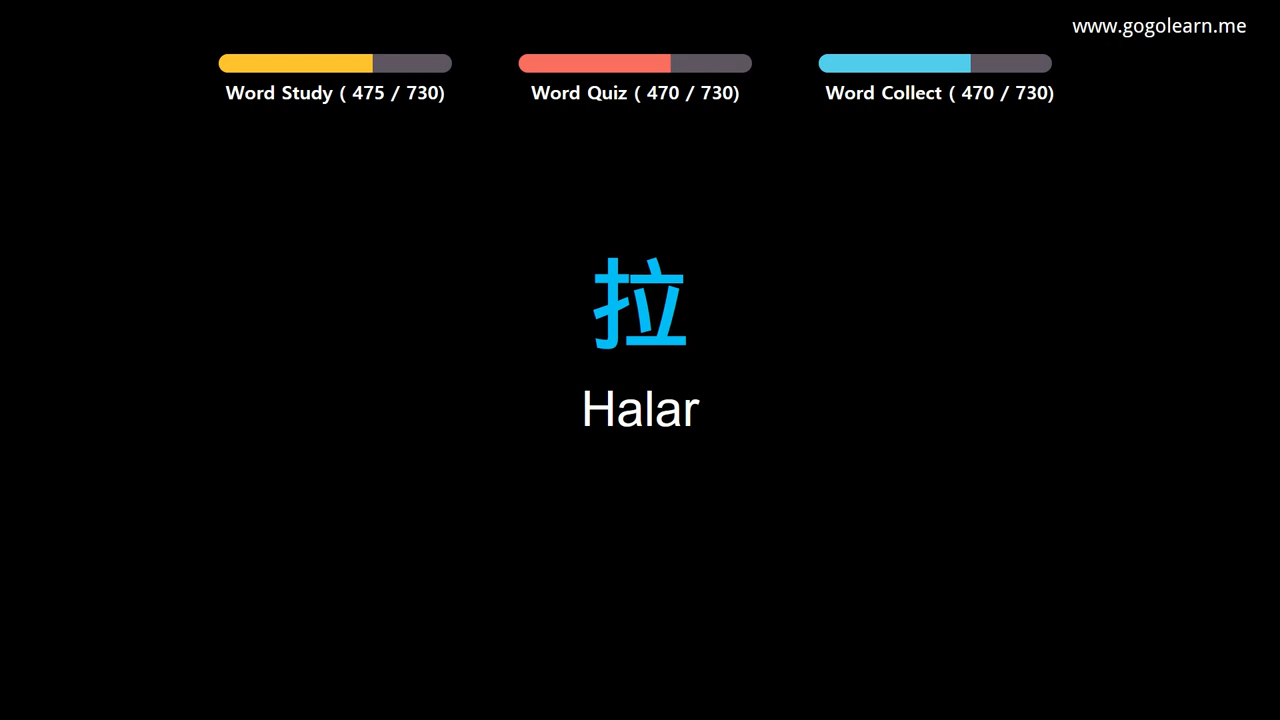 www.gogolearn.me
Word Study ( 475 / 730)
Word Quiz ( 470 / 730)
Word Collect ( 470 / 730)
拉
Halar